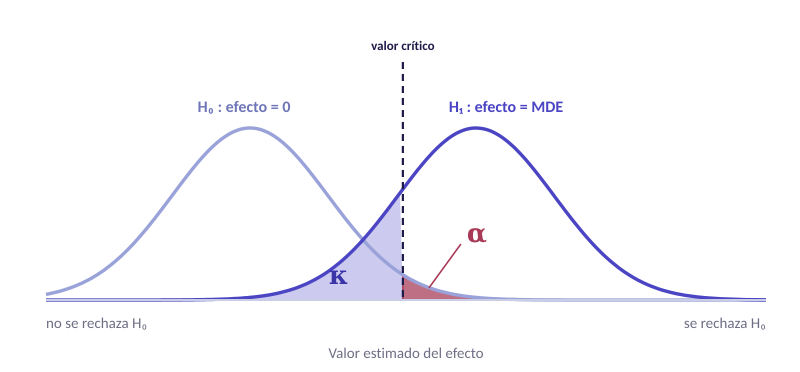 valor crítico
H₀ : efecto = 0
H₁ : efecto = MDE
α
κ
no se rechaza H₀
se rechaza H₀
Valor estimado del efecto